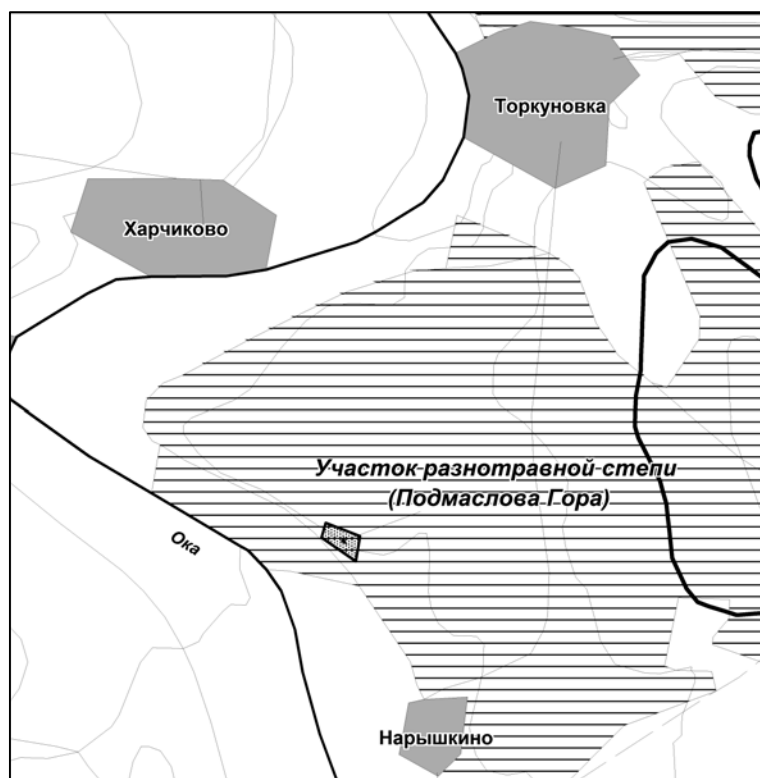 Торкуновка
Харчиково
Участок разнотравной степи
(Подмаслова Гора)
Ока
Нарышкино